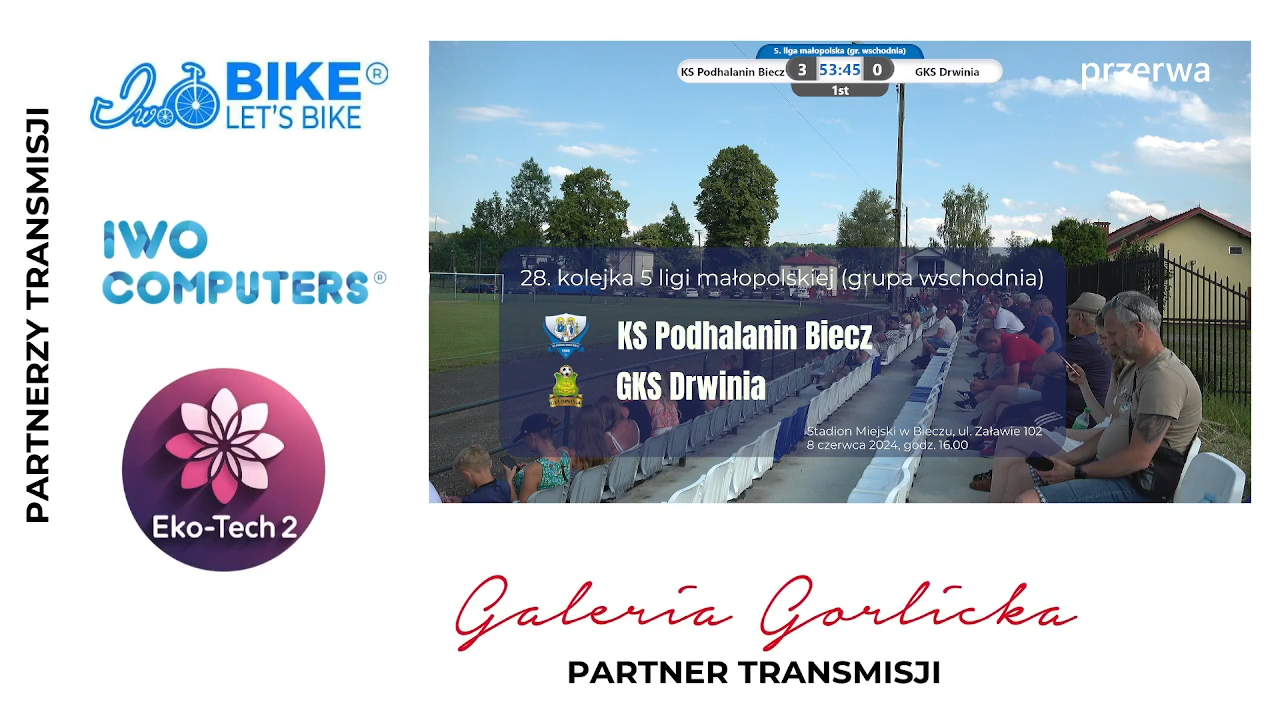 PARTNERZY TRANSMISJI
Iwo BIKE ®
LET'S BIKE
IWO
COMPUTERS ®
Eko-Tech 2
5. liga małopolska (gr. wschodnia)
KS Podhalanin Biecz 3 53:45 0 GKS Drwinia
1st
przerwa
28. kolejka 5 ligi małopolskiej (grupa wschodnia)
KS Podhalanin Biecz
GKS Drwinia
Stadion Miejski w Bieczu, ul. Załawie 102
8 czerwca 2024, godz. 16.00
Galeria Gorlicka
PARTNER TRANSMISJI